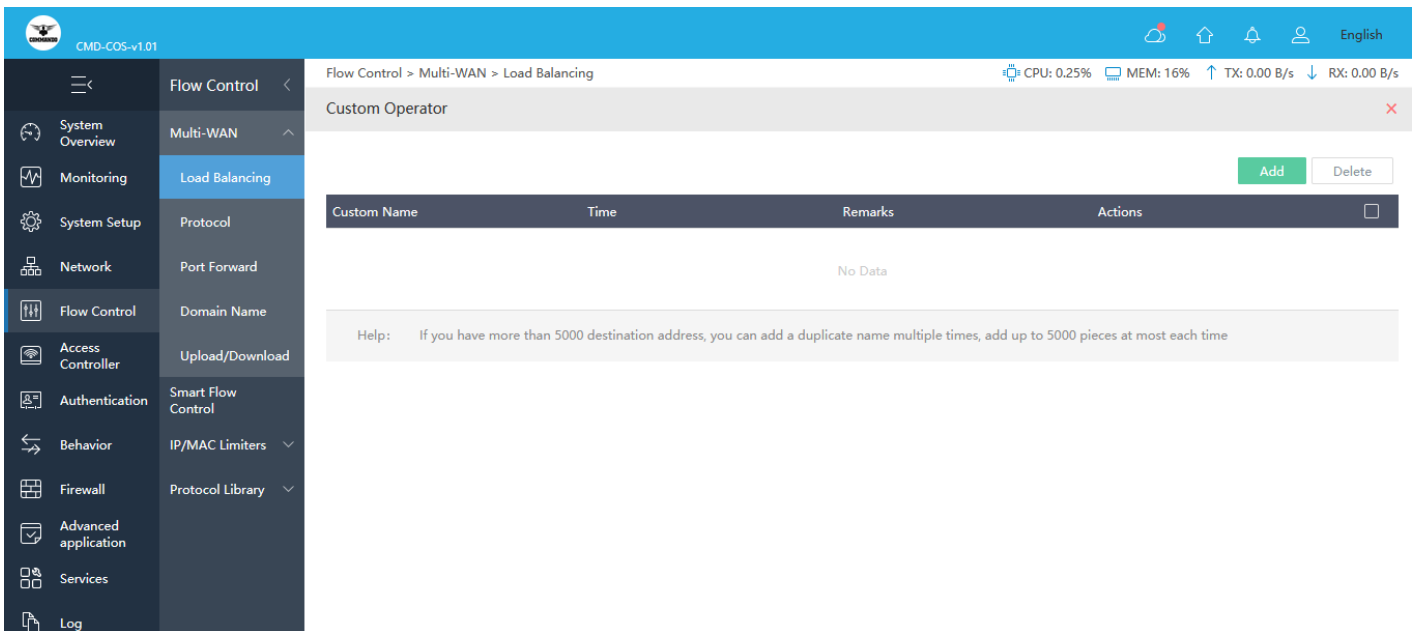 COMMANDO
CMD-COS-v1.01
English
Flow Control
Flow Control > Multi-WAN > Load Balancing
CPU: 0.25%
MEM: 16%
TX: 0.00 B/s
RX: 0.00 B/s
Custom Operator
System
Overview
Monitoring
System Setup
Network
Flow Control
Access
Controller
Authentication
Behavior
Firewall
Advanced
application
Services
Log
Multi-WAN
Load Balancing
Protocol
Port Forward
Domain Name
Upload/Download
Smart Flow
Control
IP/MAC Limiters
Protocol Library
Add
Delete
Custom Name
Time
Remarks
Actions
No Data
Help: If you have more than 5000 destination address, you can add a duplicate name multiple times, add up to 5000 pieces at most each time